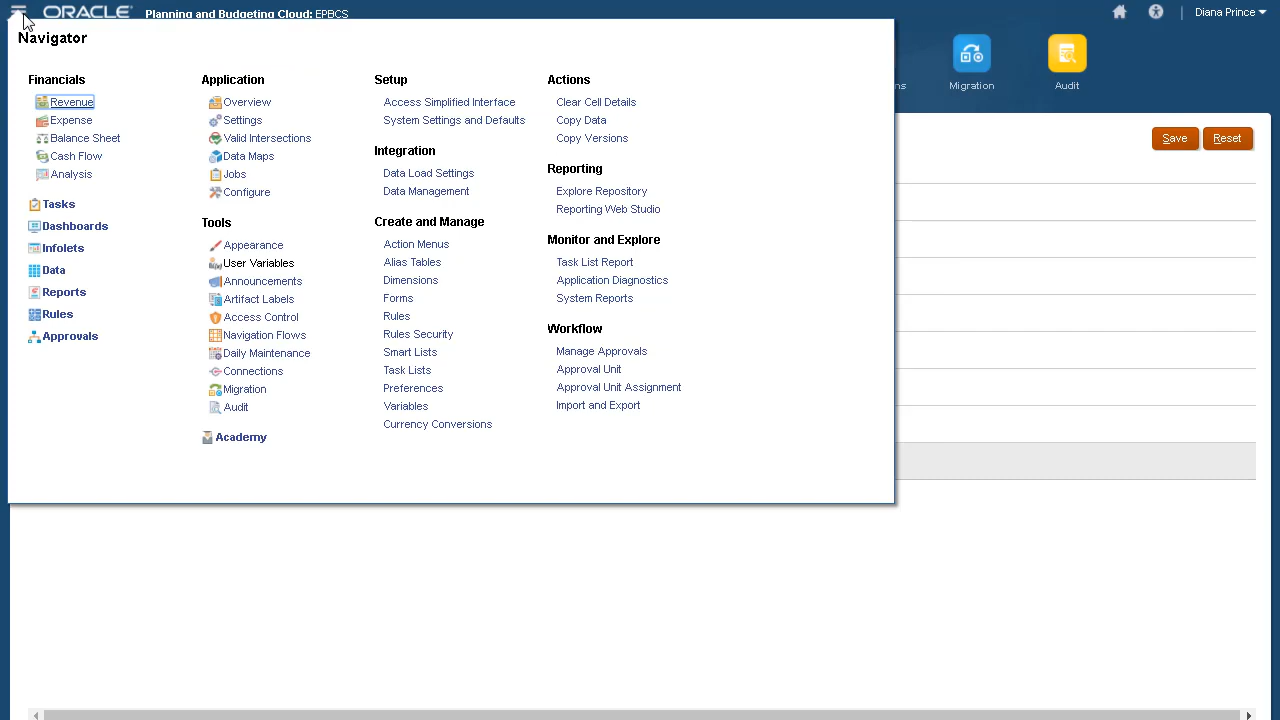 ORACLE Planning and Budgeting Cloud: EPBCS
Diana Prince
Navigator
Financials
Revenue
Expense
Balance Sheet
Cash Flow
Analysis
Tasks
Dashboards
Infolets
Data
Reports
Rules
Approvals
Application
Overview
Settings
Valid Intersections
Data Maps
Jobs
Configure
Tools
Appearance
User Variables
Announcements
Artifact Labels
Access Control
Navigation Flows
Daily Maintenance
Connections
Migration
Audit
Academy
Setup
Access Simplified Interface
System Settings and Defaults
Integration
Data Load Settings
Data Management
Create and Manage
Action Menus
Alias Tables
Dimensions
Forms
Rules
Rules Security
Smart Lists
Task Lists
Preferences
Variables
Currency Conversions
Actions
Clear Cell Details
Copy Data
Copy Versions
Reporting
Explore Repository
Reporting Web Studio
Monitor and Explore
Task List Report
Application Diagnostics
System Reports
Workflow
Manage Approvals
Approval Unit
Approval Unit Assignment
Import and Export
ns
Migration
Audit
Save
Reset